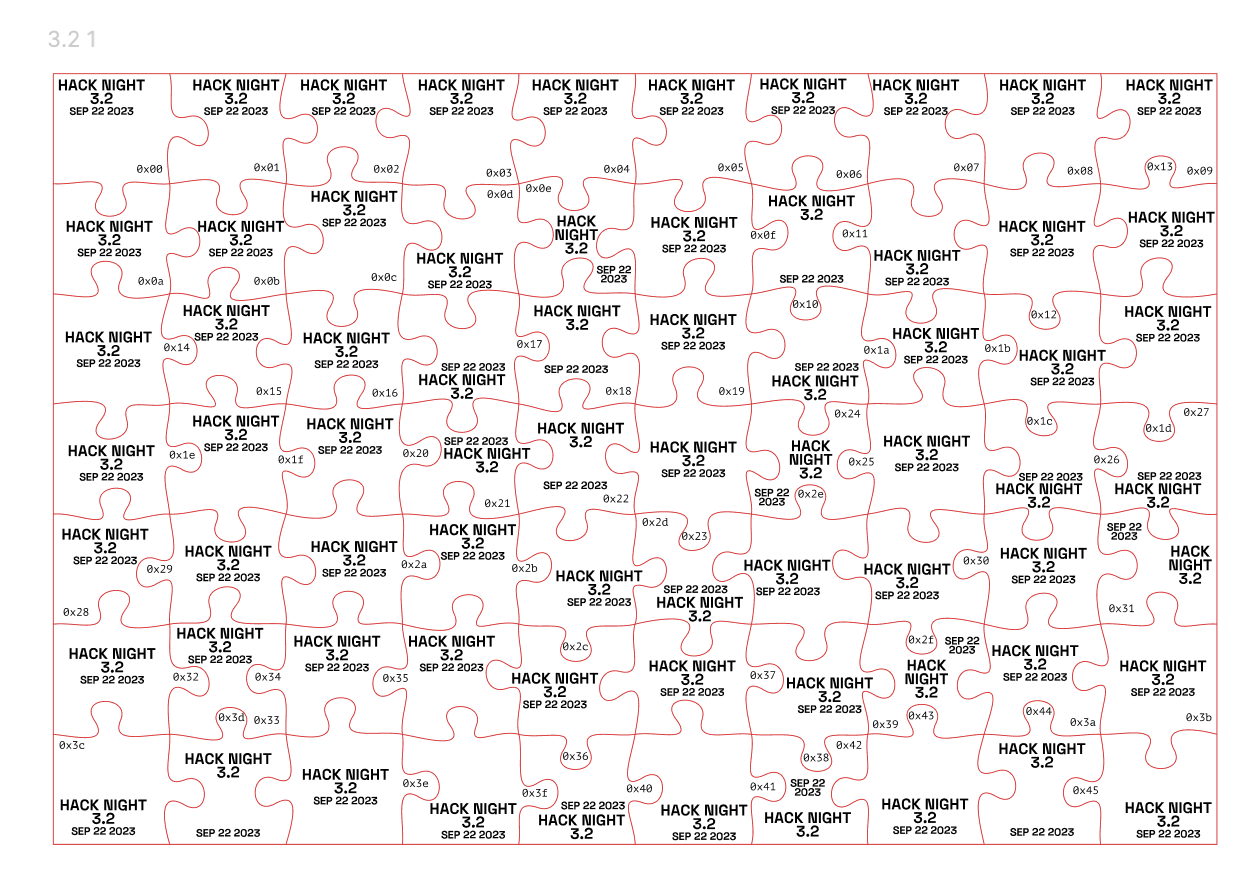 3.2 1
HACK NIGHT
3.2
SEP 22 2023
0x00
HACK NIGHT
3.2
SEP 22 2023
0x01
HACK NIGHT
3.2
SEP 22 2023
0x02
HACK NIGHT
3.2
SEP 22 2023
0x03
HACK NIGHT
3.2
SEP 22 2023
0x04
HACK NIGHT
3.2
SEP 22 2023
0x05
HACK NIGHT
3.2
SEP 22 2023
0x06
HACK NIGHT
3.2
SEP 22 2023
0x07
HACK NIGHT
3.2
SEP 22 2023
0x08
HACK NIGHT
3.2
SEP 22 2023
0x09
HACK NIGHT
3.2
SEP 22 2023
0x0a
HACK NIGHT
3.2
SEP 22 2023
0x0b
HACK NIGHT
3.2
SEP 22 2023
0x0c
0x0d
HACK NIGHT
3.2
SEP 22 2023
0x0e
HACK
NIGHT
3.2
SEP 22
2023
HACK NIGHT
3.2
SEP 22 2023
0x0f
HACK NIGHT
3.2
SEP 22 2023
0x10
0x11
HACK NIGHT
3.2
SEP 22 2023
HACK NIGHT
3.2
SEP 22 2023
0x12
0x13
HACK NIGHT
3.2
SEP 22 2023
HACK NIGHT
3.2
SEP 22 2023
0x14
HACK NIGHT
3.2
SEP 22 2023
0x15
HACK NIGHT
3.2
SEP 22 2023
0x16
SEP 22 2023
HACK NIGHT
3.2
0x17
HACK NIGHT
3.2
SEP 22 2023
0x18
HACK NIGHT
3.2
SEP 22 2023
0x19
SEP 22 2023
HACK NIGHT
3.2
0x1a
HACK NIGHT
3.2
SEP 22 2023
0x1b
HACK NIGHT
3.2
SEP 22 2023
0x1c
HACK NIGHT
3.2
SEP 22 2023
0x1d
HACK NIGHT
3.2
SEP 22 2023
0x1e
HACK NIGHT
3.2
SEP 22 2023
0x1f
HACK NIGHT
3.2
SEP 22 2023
0x20
SEP 22 2023
HACK NIGHT
3.2
0x21
HACK NIGHT
3.2
SEP 22 2023
0x22
HACK NIGHT
3.2
SEP 22 2023
0x23
0x24
HACK
NIGHT
3.2
SEP 22
2023
0x25
HACK NIGHT
3.2
SEP 22 2023
0x26
SEP 22 2023
HACK NIGHT
3.2
0x27
SEP 22 2023
HACK NIGHT
3.2
0x28
HACK NIGHT
3.2
SEP 22 2023
0x29
HACK NIGHT
3.2
SEP 22 2023
HACK NIGHT
3.2
SEP 22 2023
0x2a
HACK NIGHT
3.2
SEP 22 2023
0x2b
HACK NIGHT
3.2
SEP 22 2023
0x2c
0x2d
SEP 22 2023
HACK NIGHT
3.2
0x2e
HACK NIGHT
3.2
SEP 22 2023
HACK NIGHT
3.2
SEP 22 2023
0x2f
0x30
HACK NIGHT
3.2
SEP 22 2023
SEP 22
2023
HACK
NIGHT
3.2
0x31
HACK NIGHT
3.2
SEP 22 2023
0x32
HACK NIGHT
3.2
SEP 22 2023
0x33
0x34
HACK NIGHT
3.2
SEP 22 2023
0x35
HACK NIGHT
3.2
SEP 22 2023
HACK NIGHT
3.2
SEP 22 2023
0x36
HACK NIGHT
3.2
SEP 22 2023
0x37
HACK NIGHT
3.2
SEP 22 2023
0x38
SEP 22
2023
HACK
NIGHT
3.2
0x39
HACK NIGHT
3.2
SEP 22 2023
0x3a
HACK NIGHT
3.2
SEP 22 2023
0x3b
0x3c
HACK NIGHT
3.2
SEP 22 2023
0x3d
HACK NIGHT
3.2
SEP 22 2023
HACK NIGHT
3.2
SEP 22 2023
0x3e
HACK NIGHT
3.2
SEP 22 2023
0x3f
SEP 22 2023
HACK NIGHT
3.2
0x40
HACK NIGHT
3.2
SEP 22 2023
0x41
0x42
SEP 22
2023
HACK NIGHT
3.2
0x43
HACK NIGHT
3.2
SEP 22 2023
0x44
HACK NIGHT
3.2
SEP 22 2023
0x45
HACK NIGHT
3.2
SEP 22 2023